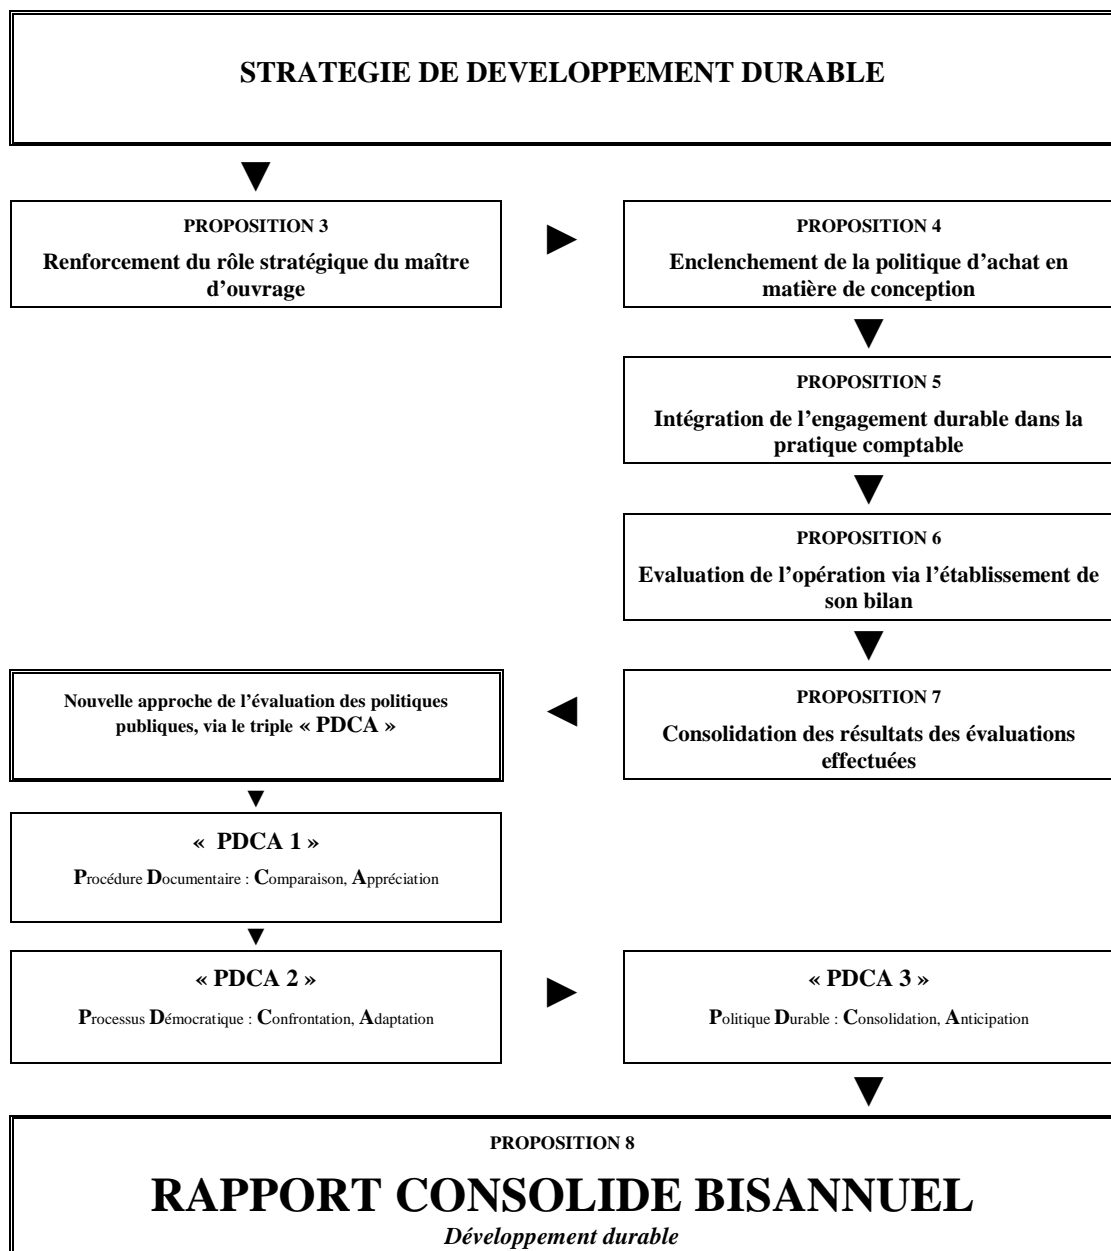 STRATEGIE DE DEVELOPPEMENT DURABLE
PROPOSITION 3
Renforcement du rôle stratégique du maître
d’ouvrage
PROPOSITION 4
Enclenchement de la politique d’achat en
matière de conception
PROPOSITION 5
Intégration de l’engagement durable dans la
pratique comptable
PROPOSITION 6
Evaluation de l’opération via l’établissement de
son bilan
PROPOSITION 7
Consolidation des résultats des évaluations
effectuées
Nouvelle approche de l’évaluation des politiques
publiques, via le triple « PDCA »
« PDCA 1 »
Procédure Documentaire : Comparaison, Appréciation
« PDCA 2 »
Processus Démocratique : Confrontation, Adaptation
« PDCA 3 »
Politique Durable : Consolidation, Anticipation
PROPOSITION 8
RAPPORT CONSOLIDE BISANNUEL
Développement durable